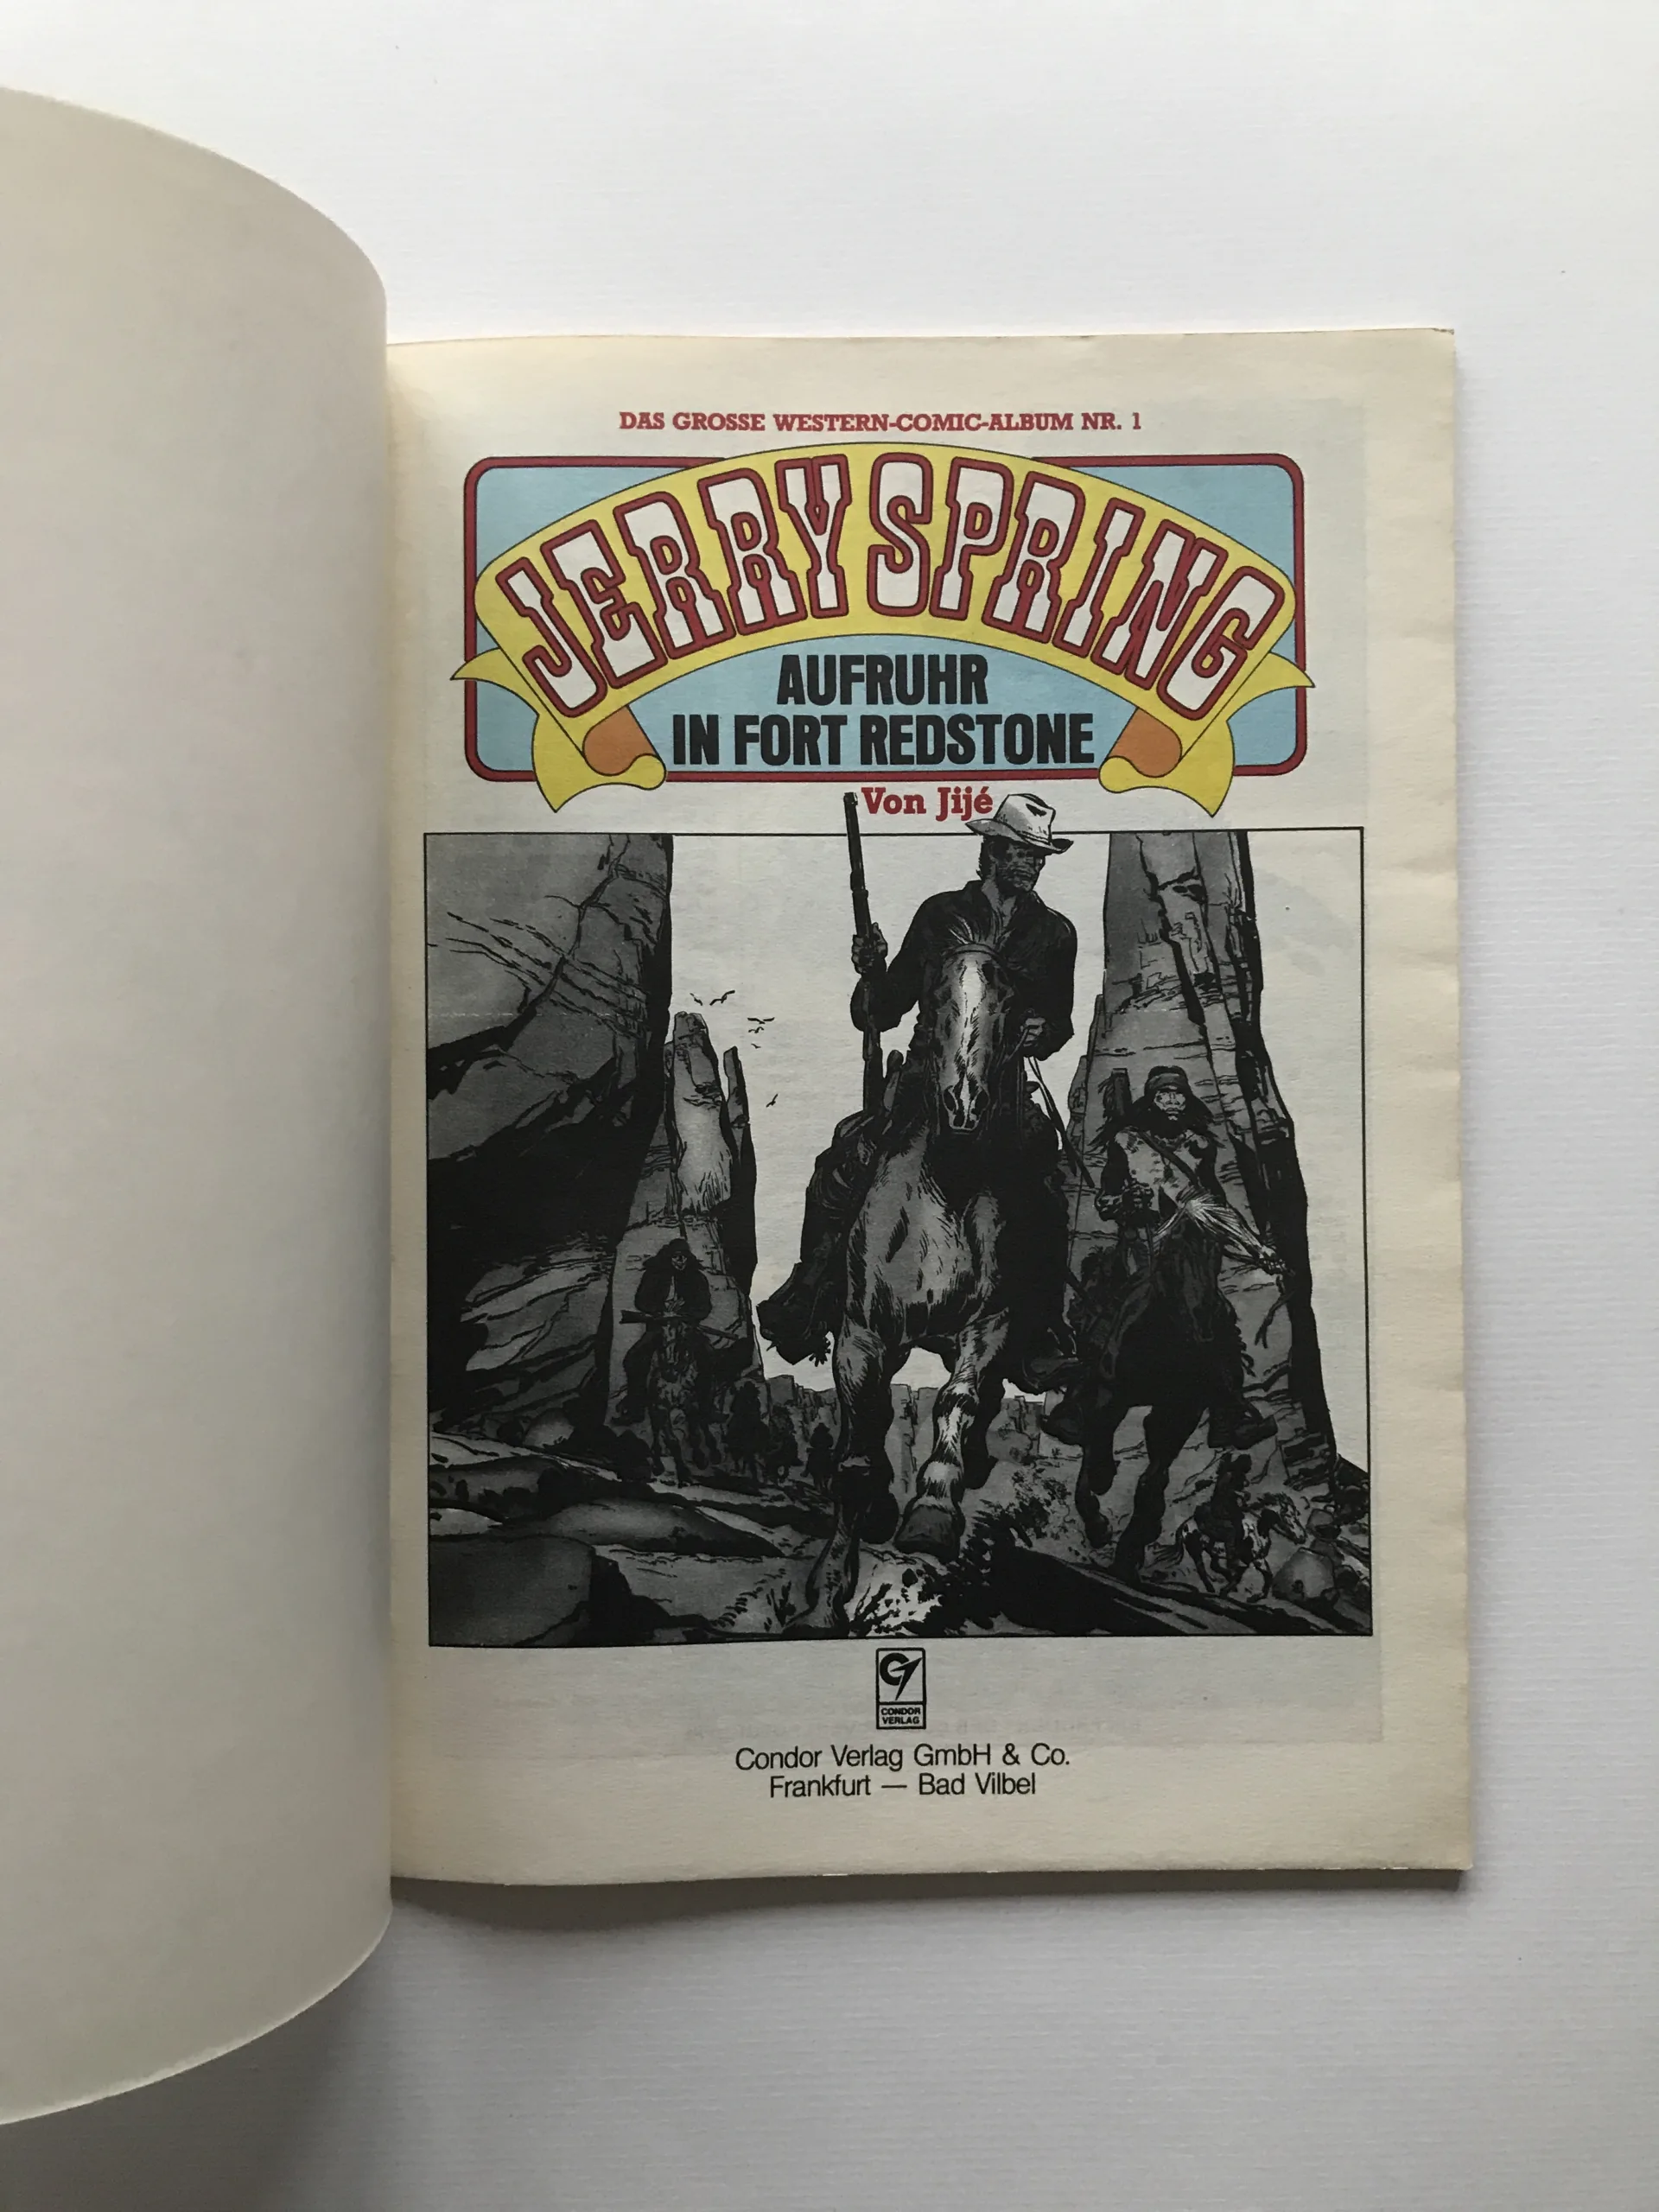 DAS GROSSE WESTERN-COMIC-ALBUM NR. 1
JERRY SPRING
AUFRUHR
IN FORT REDSTONE
Von Jijé
CONDOR
VERLAG
Condor Verlag GmbH & Co.
Frankfurt — Bad Vilbel